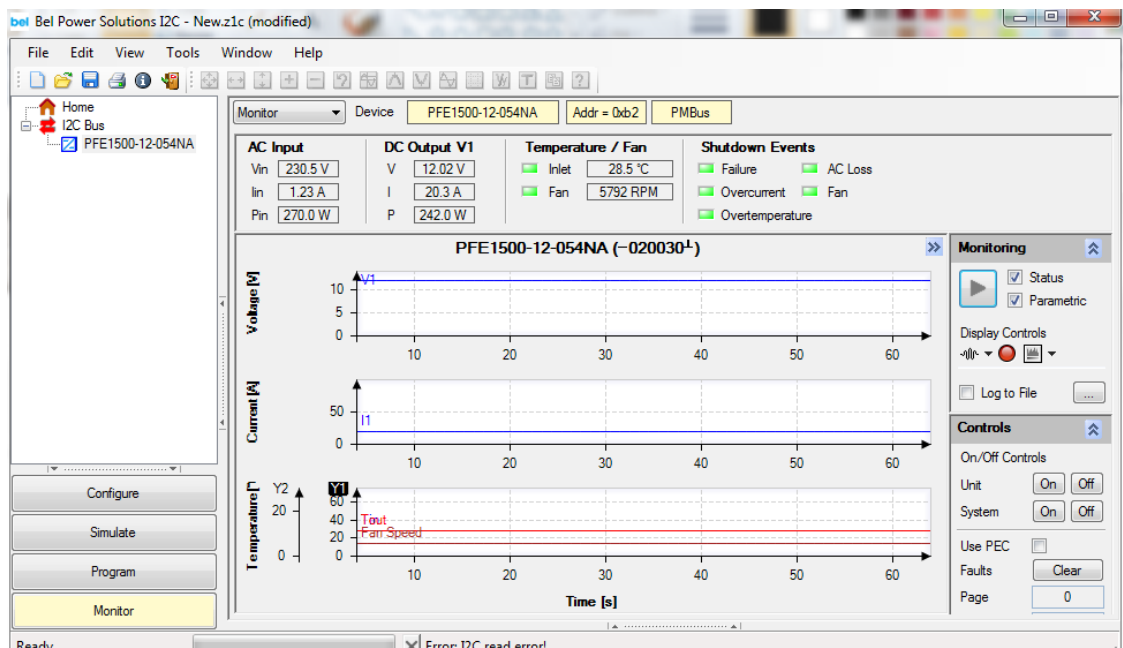 bel Bel Power Solutions I2C - New.z1c (modified)
File Edit View Tools Window Help
Home
I2C Bus
PFE1500-12-054NA
Monitor Device PFE1500-12-054NA Addr = 0xb2 PMBus
AC Input DC Output V1 Temperature / Fan Shutdown Events
Vin 230.5 V V 12.02 V Inlet 28.5 °C Failure AC Loss
Iin 1.23 A I 20.3 A Fan 5792 RPM Overcurrent Fan
Pin 270.0 W P 242.0 W Overtemperature
PFE1500-12-054NA (−020030┴)
Voltage [V]
10
5
0
V1
10 20 30 40 50 60
Current [A]
50
0
I1
10 20 30 40 50 60
Temperature [
Y2
20
0
Y1
60
40
20
0
Fan Speed
10 20 30 40 50 60
Time [s]
Monitoring
Status
Parametric
Display Controls
Log to File ...
Controls
On/Off Controls
Unit On Off
System On Off
Use PEC
Faults Clear
Page 0
Configure
Simulate
Program
Monitor
Ready Error: I2C read error!